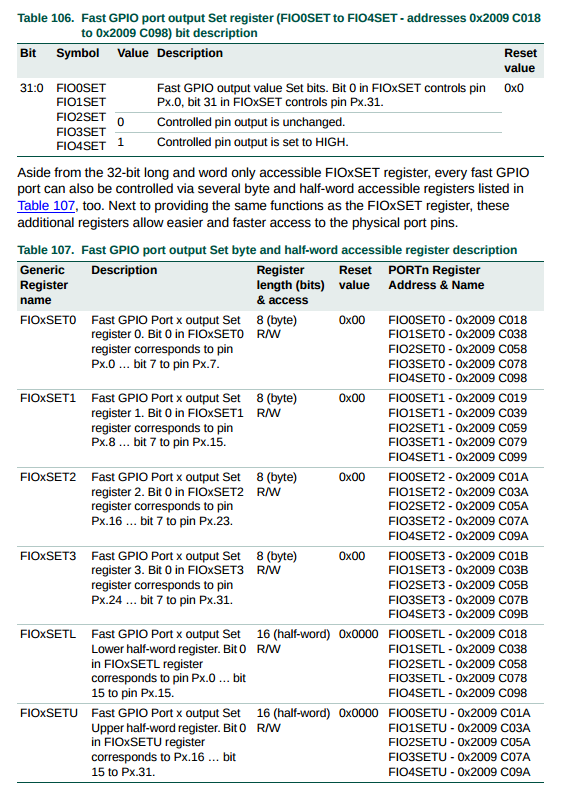 Table 106. Fast GPIO port output Set register (FIO0SET to FIO4SET - addresses 0x2009 C018
to 0x2009 C098) bit description
Bit Symbol Value Description Reset
value
31:0 FIO0SET Fast GPIO output value Set bits. Bit 0 in FIOxSET controls pin 0x0
FIO1SET Px.0, bit 31 in FIOxSET controls pin Px.31.
FIO2SET 0 Controlled pin output is unchanged.
FIO3SET
FIO4SET 1 Controlled pin output is set to HIGH.
Aside from the 32-bit long and word only accessible FIOxSET register, every fast GPIO
port can also be controlled via several byte and half-word accessible registers listed in
Table 107, too. Next to providing the same functions as the FIOxSET register, these
additional registers allow easier and faster access to the physical port pins.
Table 107. Fast GPIO port output Set byte and half-word accessible register description
Generic Description Register Reset PORTn Register
Register length (bits) value Address & Name
name & access
FIOxSET0 Fast GPIO Port x output Set 8 (byte) 0x00 FIO0SET0 - 0x2009 C018
register 0. Bit 0 in FIOxSET0 R/W FIO1SET0 - 0x2009 C038
register corresponds to pin FIO2SET0 - 0x2009 C058
Px.0 … bit 7 to pin Px.7. FIO3SET0 - 0x2009 C078
FIO4SET0 - 0x2009 C098
FIOxSET1 Fast GPIO Port x output Set 8 (byte) 0x00 FIO0SET1 - 0x2009 C019
register 1. Bit 0 in FIOxSET1 R/W FIO1SET1 - 0x2009 C039
register corresponds to pin FIO2SET1 - 0x2009 C059
Px.8 … bit 7 to pin Px.15. FIO3SET1 - 0x2009 C079
FIO4SET1 - 0x2009 C099
FIOxSET2 Fast GPIO Port x output Set 8 (byte) 0x00 FIO0SET2 - 0x2009 C01A
register 2. Bit 0 in FIOxSET2 R/W FIO1SET2 - 0x2009 C03A
register corresponds to pin FIO2SET2 - 0x2009 C05A
Px.16 … bit 7 to pin Px.23. FIO3SET2 - 0x2009 C07A
FIO4SET2 - 0x2009 C09A
FIOxSET3 Fast GPIO Port x output Set 8 (byte) 0x00 FIO0SET3 - 0x2009 C01B
register 3. Bit 0 in FIOxSET3 R/W FIO1SET3 - 0x2009 C03B
register corresponds to pin FIO2SET3 - 0x2009 C05B
Px.24 … bit 7 to pin Px.31. FIO3SET3 - 0x2009 C07B
FIO4SET3 - 0x2009 C09B
FIOxSETL Fast GPIO Port x output Set 16 (half-word) 0x0000 FIO0SETL - 0x2009 C018
Lower half-word register. Bit 0 R/W FIO1SETL - 0x2009 C038
in FIOxSETL register FIO2SETL - 0x2009 C058
corresponds to pin Px.0 … bit FIO3SETL - 0x2009 C078
15 to pin Px.15. FIO4SETL - 0x2009 C098
FIOxSETU Fast GPIO Port x output Set 16 (half-word) 0x0000 FIO0SETU - 0x2009 C01A
Upper half-word register. Bit 0 R/W FIO1SETU - 0x2009 C03A
in FIOxSETU register FIO2SETU - 0x2009 C05A
corresponds to Px.16 … bit FIO3SETU - 0x2009 C07A
15 to Px.31. FIO4SETU - 0x2009 C09A